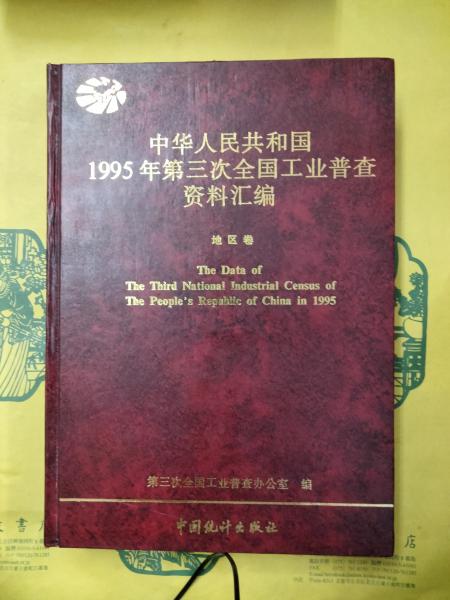 中华人民共和国
1995年第三次全国工业普查
资料汇编
地区卷
The Data of
The Third National Industrial Census of
The People's Republic of China in 1995
第三次全国工业普查办公室 编
中国统计出版社
书店
店